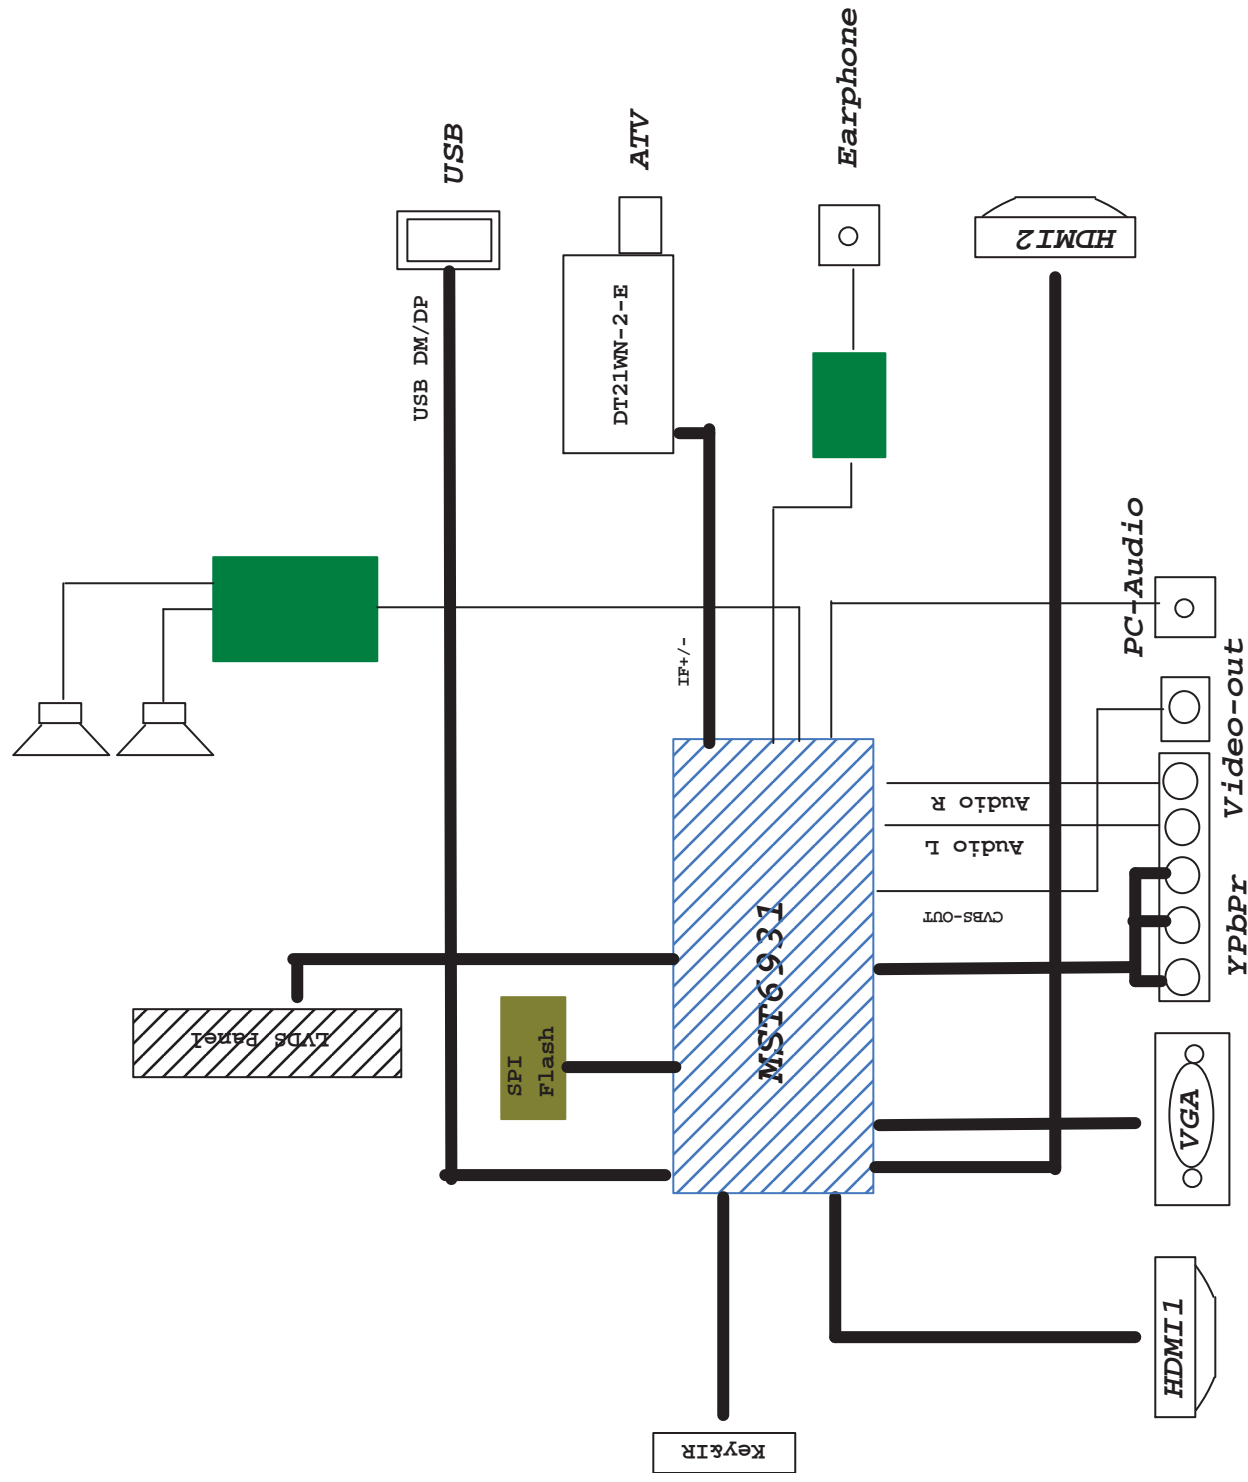 USB
ATV
Earphone
HDMI2
USB DM/DP
DT21WN-2-E
PC-Audio
IF+/-
Video-out
Audio R
Audio L
CVBS-OUT
YPbPr
MST6931
LVDS Panel
SPI
Flash
VGA
HDMI1
Key&IR